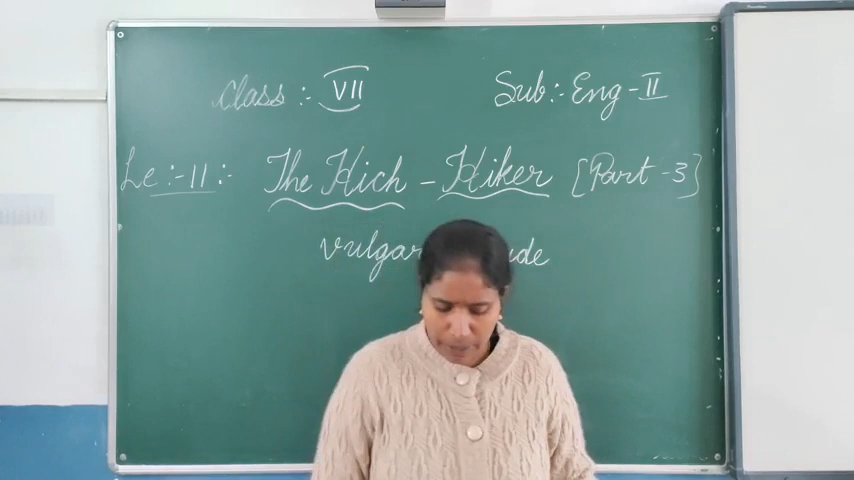 Class :- VII Sub:- Eng-II
Le :- 11 :- The Hich - Hiker [Part -3]
vulgar